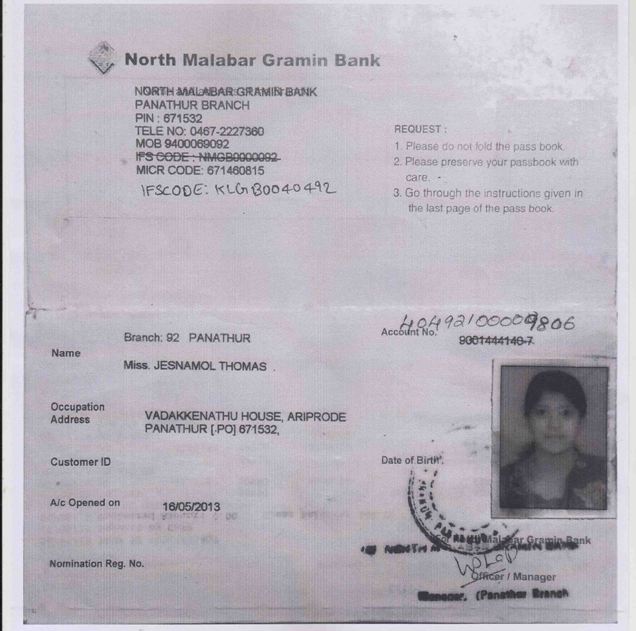 North Malabar Gramin Bank
NORTH MALABAR GRAMIN BANK
PANATHUR BRANCH
PIN : 671532
TELE NO: 0467-2227360
MOB 9400069092
IFS CODE : NMGB0000092
MICR CODE: 671460815
IFSCODE: KLGB0040492
REQUEST :
1. Please do not fold the pass book.
2. Please preserve your passbook with
care.
3. Go through the instructions given in
the last page of the pass book.
Branch: 92 PANATHUR
Account No.
9001444140-7
Name
Miss. JESNAMOL THOMAS
Occupation
Address
VADAKKENATHU HOUSE, ARIPRODE
PANATHUR [.PO] 671532,
Customer ID
Date of Birth
A/c Opened on
16/05/2013
Malabar Gramin Bank
Nomination Reg. No.
Officer / Manager
Manager, (Panathur Branch